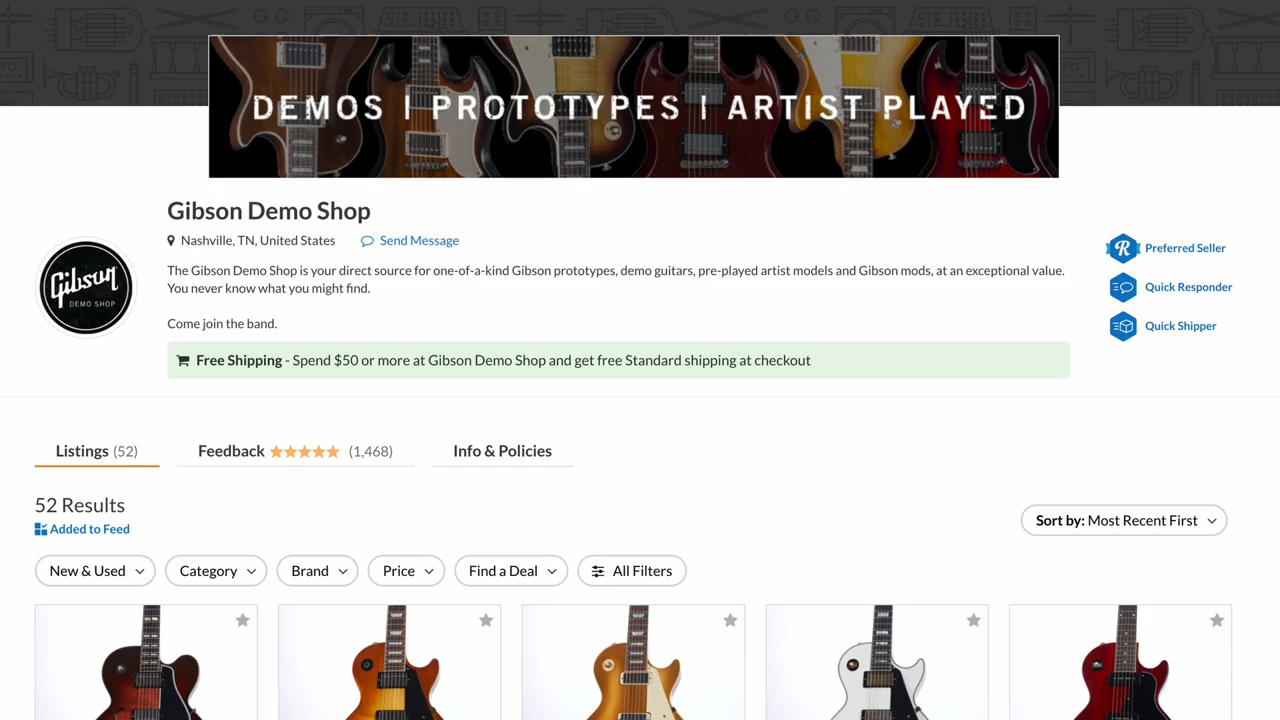 DEMOS | PROTOTYPES | ARTIST PLAYED
Gibson Demo Shop
Nashville, TN, United States Send Message
Gibson
DEMO SHOP
The Gibson Demo Shop is your direct source for one-of-a-kind Gibson prototypes, demo guitars, pre-played artist models and Gibson mods, at an exceptional value.
You never know what you might find.
Come join the band.
Free Shipping - Spend $50 or more at Gibson Demo Shop and get free Standard shipping at checkout
R Preferred Seller
Quick Responder
Quick Shipper
Listings (52) Feedback (1,468) Info & Policies
52 Results
Added to Feed
Sort by: Most Recent First
New & Used Category Brand Price Find a Deal All Filters